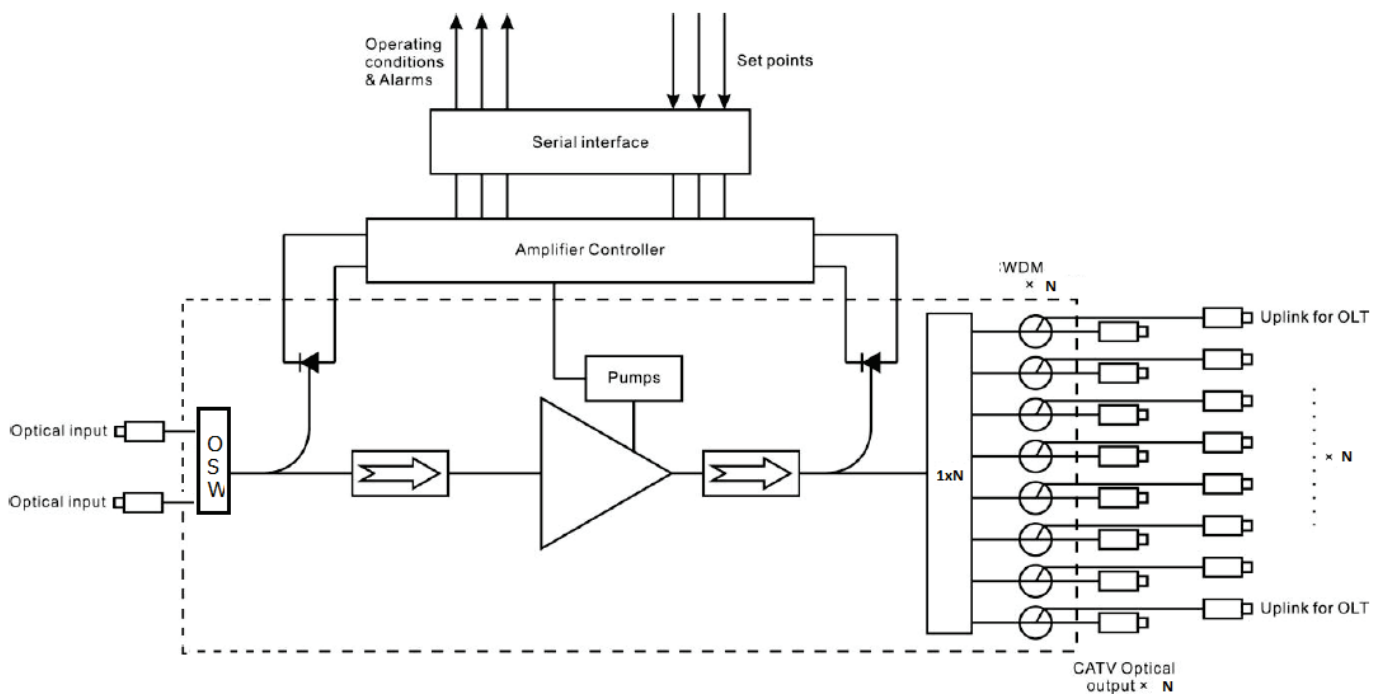 Operating
conditions
& Alarms
Set points
Serial interface
Amplifier Controller
:WDM
× N
Uplink for OLT
Pumps
Optical input
O
S
W
1xN
× N
Optical input
Uplink for OLT
CATV Optical
output × N